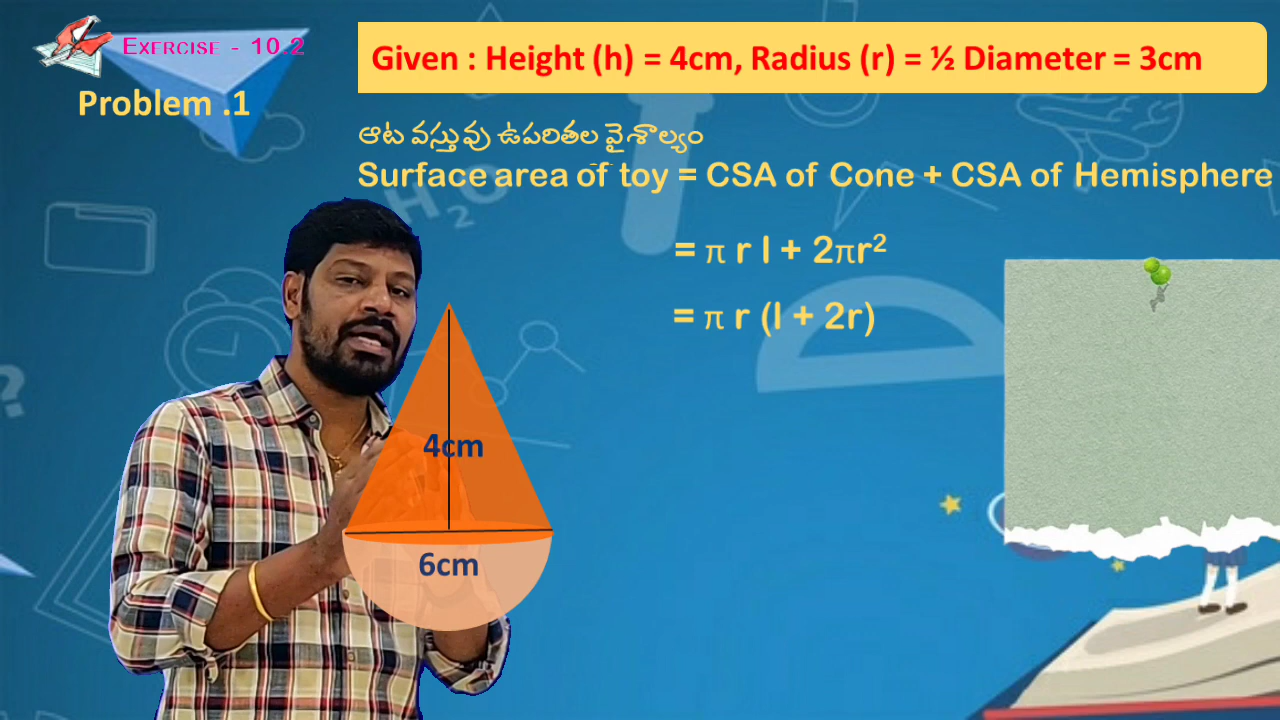 EXERCISE - 10.2
Problem .1
Given : Height (h) = 4cm, Radius (r) = ½ Diameter = 3cm
ఆట వస్తువు ఉపరితల వైశాల్యం
Surface area of toy = CSA of Cone + CSA of Hemisphere
= π r l + 2πr²
= π r (l + 2r)
4cm
6cm
H₂O
?